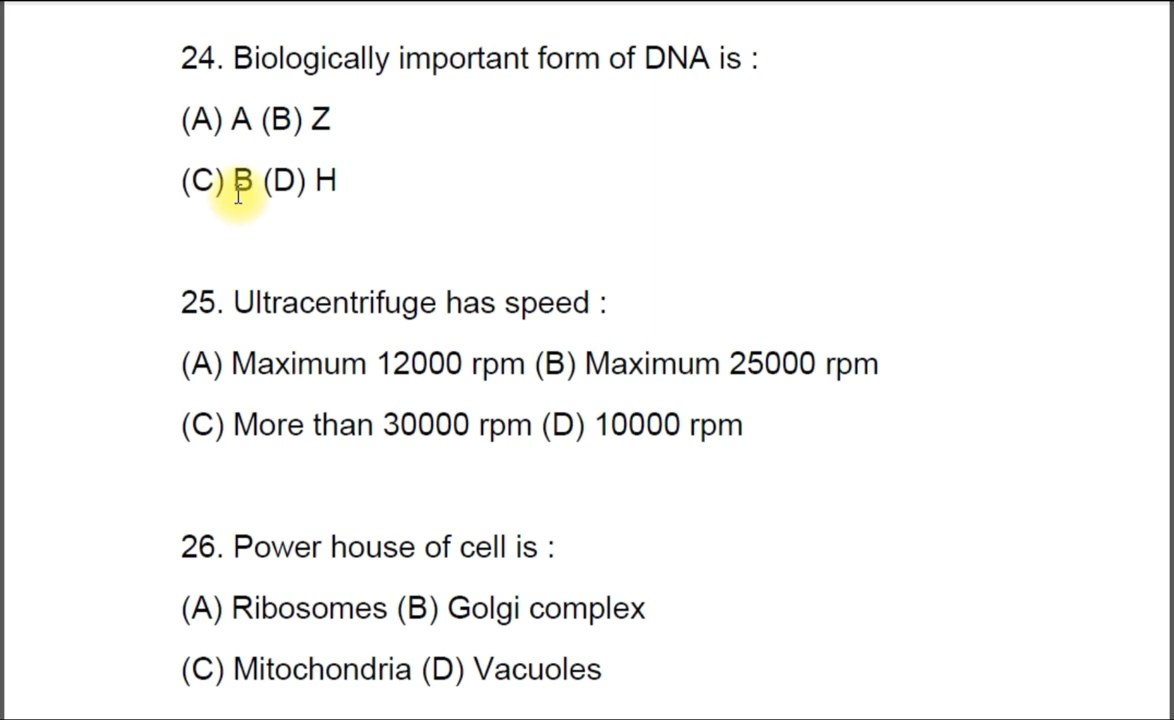 24. Biologically important form of DNA is :
(A) A (B) Z
(C) B (D) H
25. Ultracentrifuge has speed :
(A) Maximum 12000 rpm (B) Maximum 25000 rpm
(C) More than 30000 rpm (D) 10000 rpm
26. Power house of cell is :
(A) Ribosomes (B) Golgi complex
(C) Mitochondria (D) Vacuoles